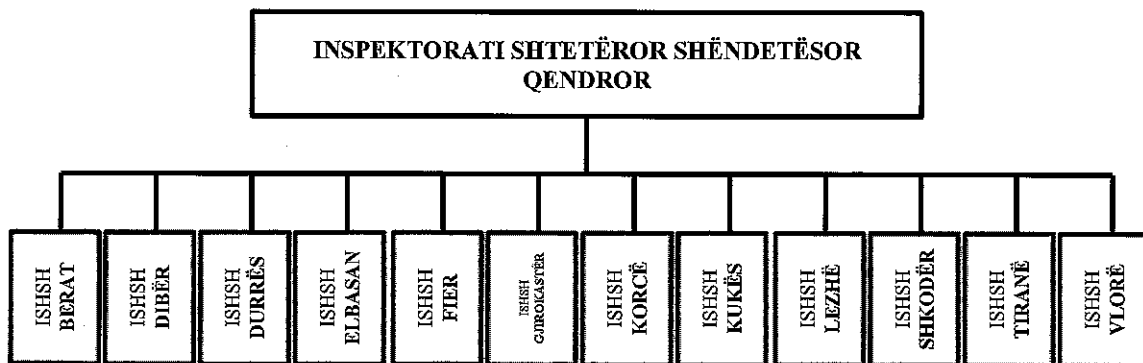 INSPEKTORATI SHTETËROR SHËNDETËSOR
QENDROR
ISHSH
BERAT
ISHSH
DIBËR
ISHSH
DURRËS
ISHSH
ELBASAN
ISHSH
FIER
ISHSH
GJIROKASTËR
ISHSH
KORCË
ISHSH
KUKËS
ISHSH
LEZHË
ISHSH
SHKODËR
ISHSH
TIRANË
ISHSH
VLORË